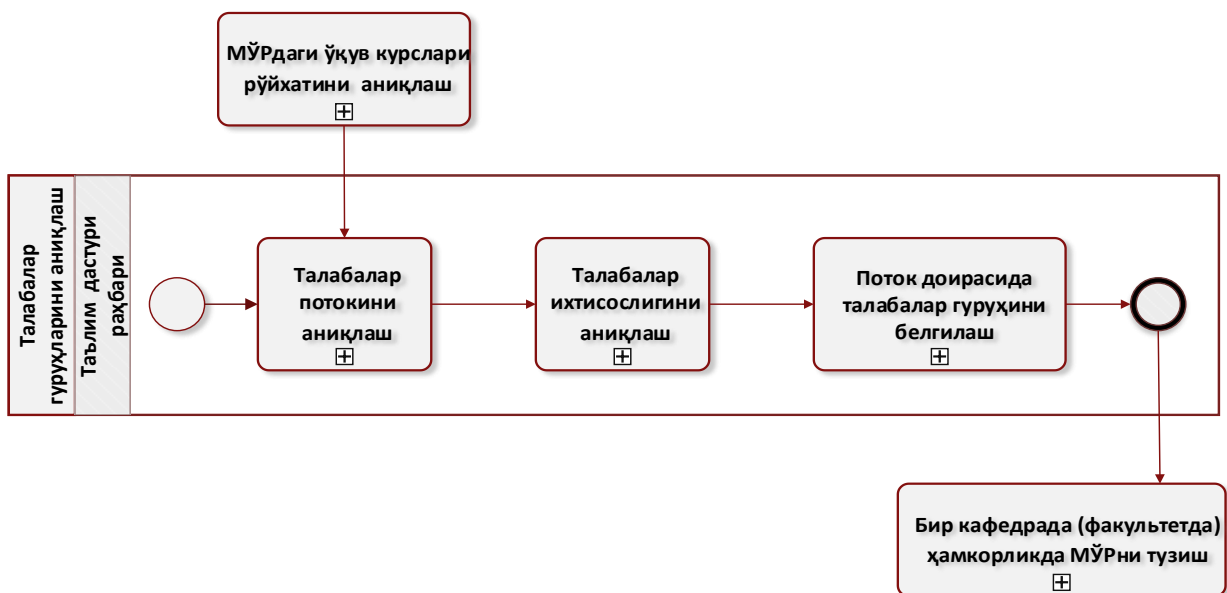 МЎРдаги ўқув курслари
рўйхатини аниқлаш
Талабалар
гуруҳларини аниқлаш
Таълим дастури
раҳбари
Талабалар
потокини
аниқлаш
Талабалар
ихтисослигини
аниқлаш
Поток доирасида
талабалар гуруҳини
белгилаш
Бир кафедрада (факультетда)
ҳамкорликда МЎРни тузиш